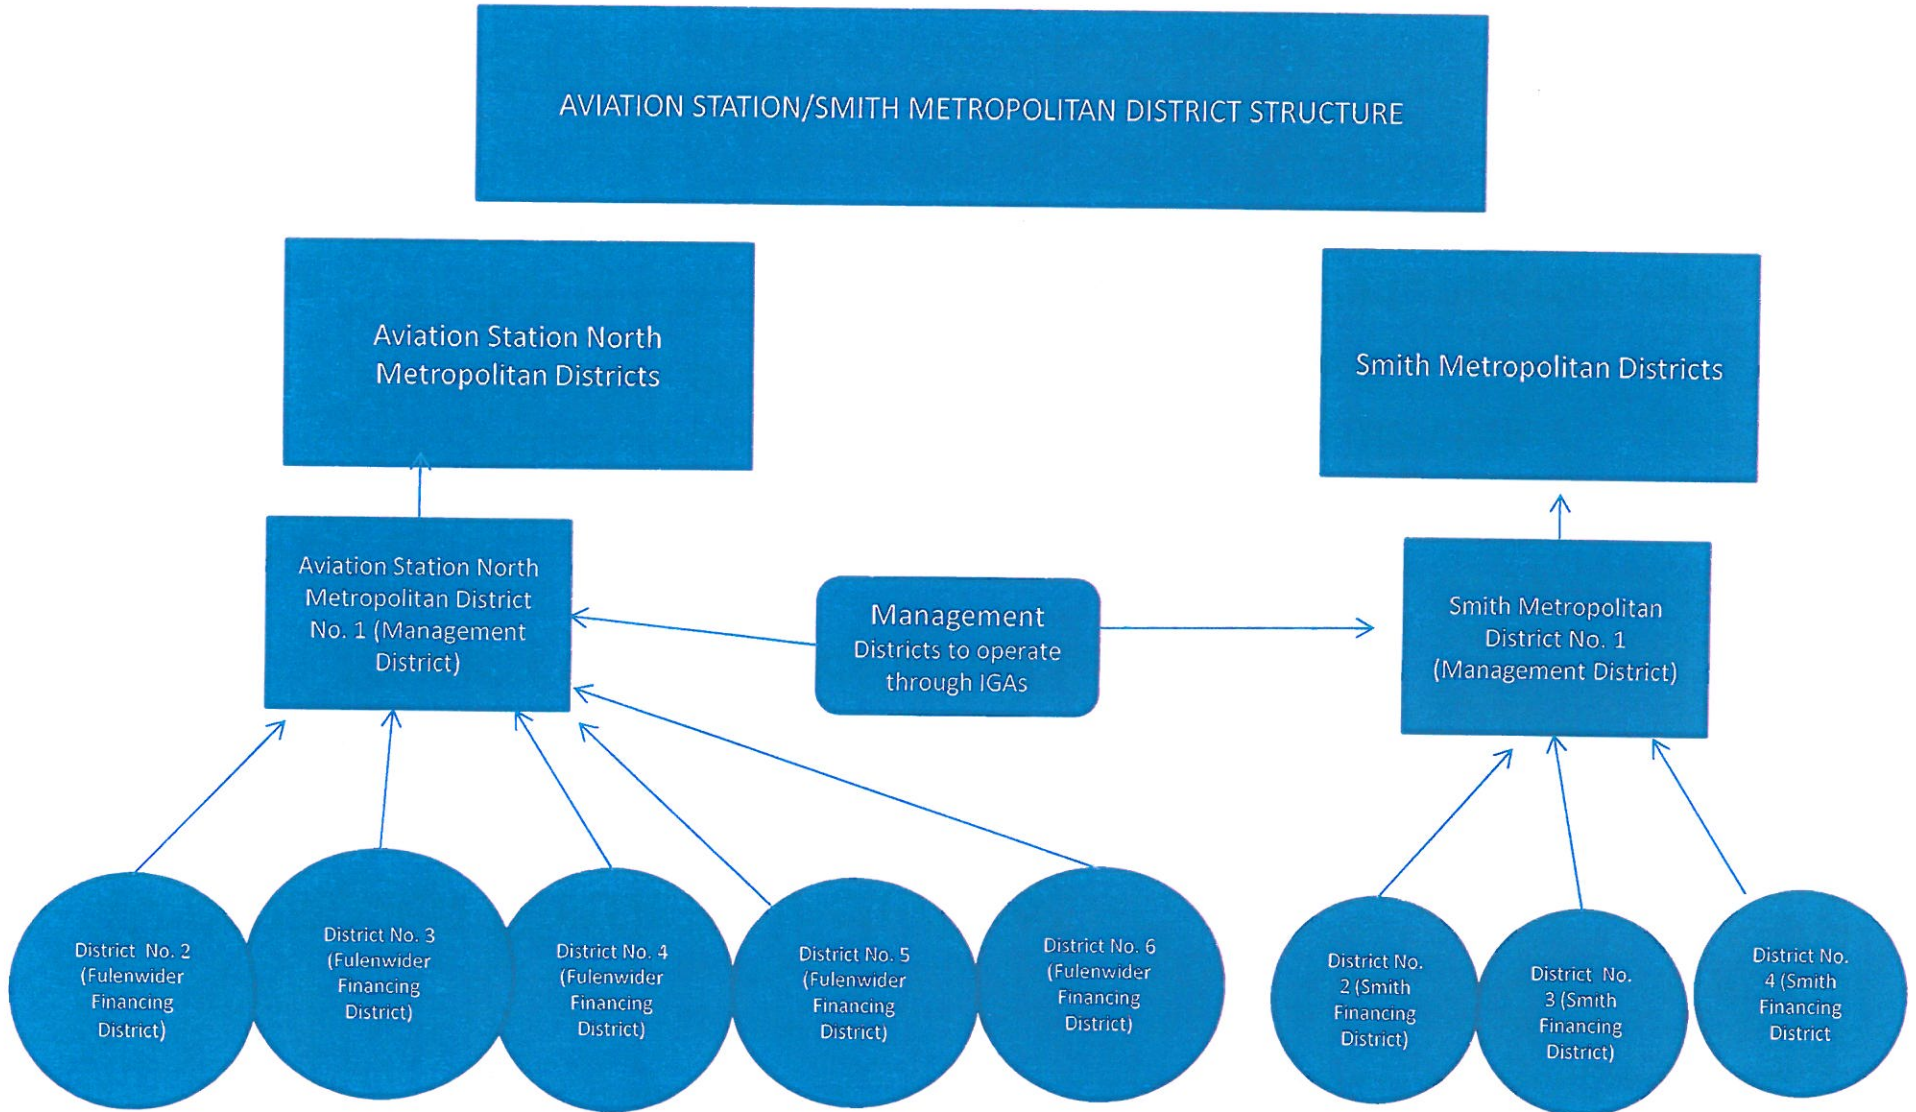 AVIATION STATION/SMITH METROPOLITAN DISTRICT STRUCTURE
Aviation Station North
Metropolitan Districts
Smith Metropolitan Districts
Aviation Station North
Metropolitan District
No. 1 (Management
District)
Management
Districts to operate
through IGAs
Smith Metropolitan
District No. 1
(Management District)
District No. 2
(Fulenwider
Financing
District)
District No. 3
(Fulenwider
Financing
District)
District No. 4
(Fulenwider
Financing
District)
District No. 5
(Fulenwider
Financing
District)
District No. 6
(Fulenwider
Financing
District)
District No.
2 (Smith
Financing
District)
District No.
3 (Smith
Financing
District)
District No.
4 (Smith
Financing
District